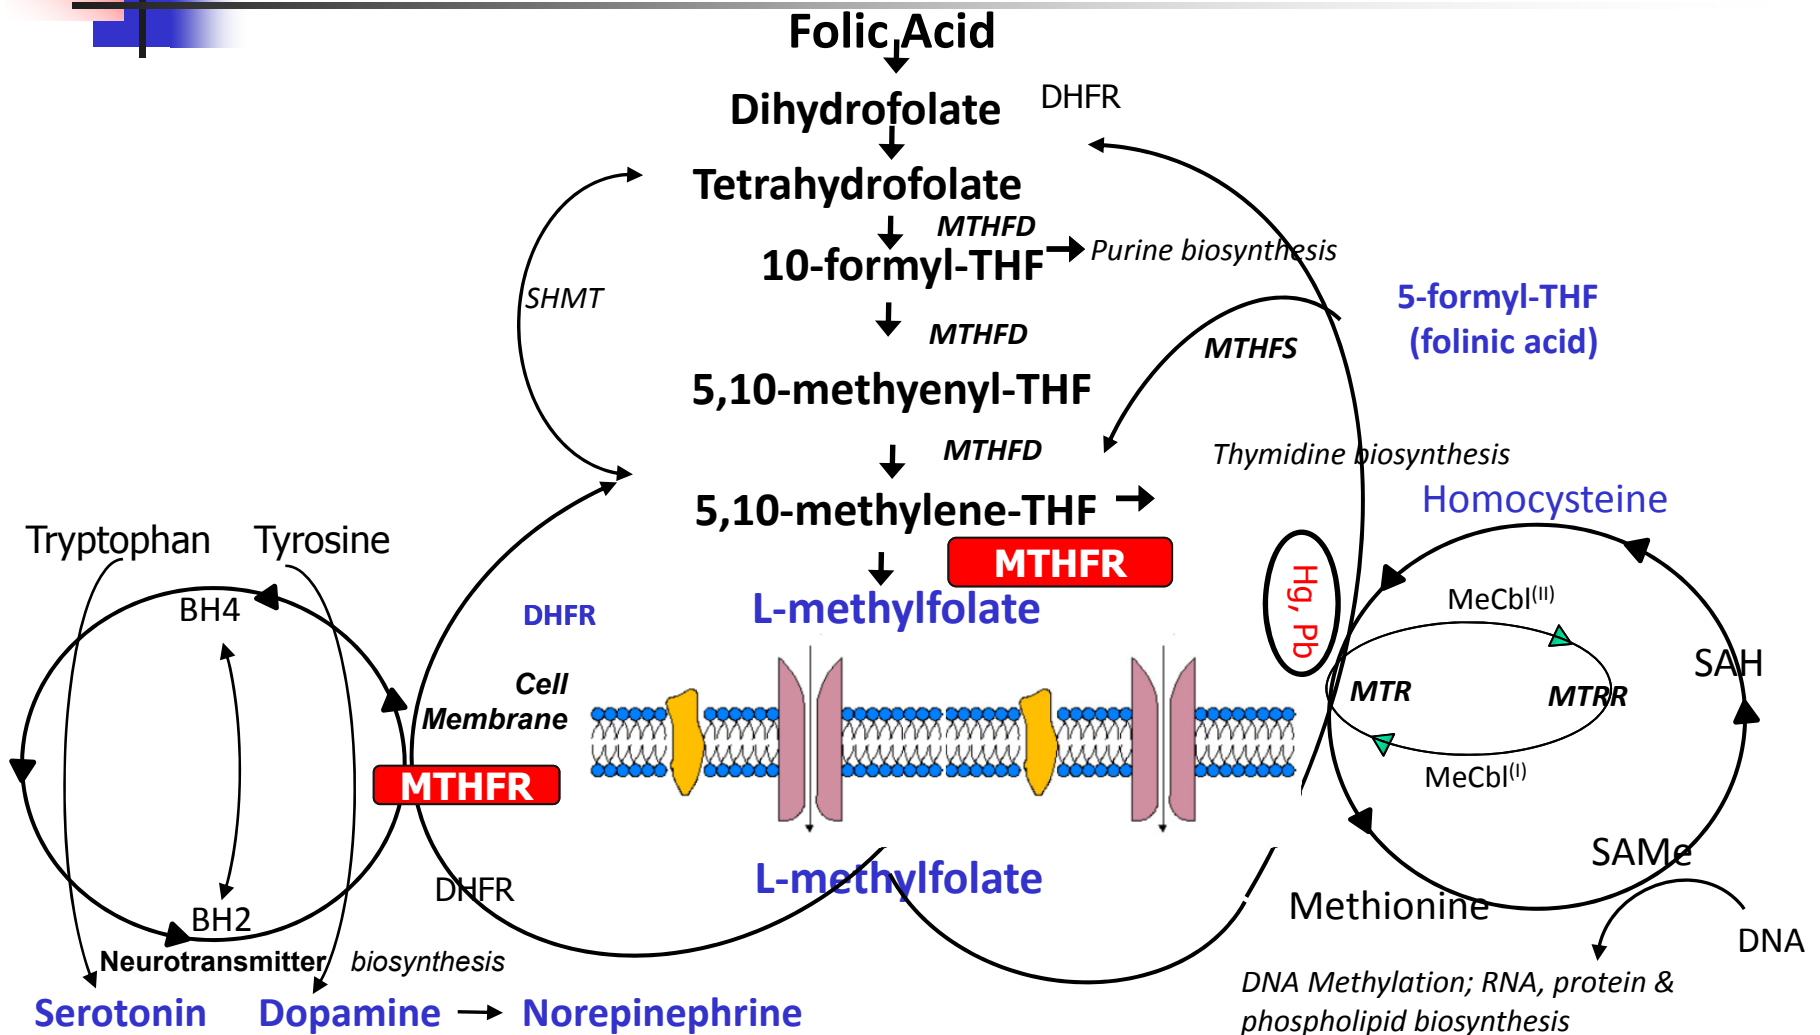 Folic Acid
Dihydrofolate
DHFR
Tetrahydrofolate
MTHFD
10-formyl-THF
Purine biosynthesis
SHMT
5-formyl-THF
(folinic acid)
MTHFD
MTHFS
5,10-methyenyl-THF
MTHFD
Thymidine biosynthesis
5,10-methylene-THF
Homocysteine
Tryptophan
Tyrosine
MTHFR
Hg, Pb
BH4
DHFR
L-methylfolate
MeCbl(II)
Cell
Membrane
MTR
MTRR
SAH
MTHFR
MeCbl(I)
DHFR
L-methylfolate
SAMe
BH2
Methionine
DNA
Neurotransmitter biosynthesis
DNA Methylation; RNA, protein &
phospholipid biosynthesis
Serotonin
Dopamine
Norepinephrine